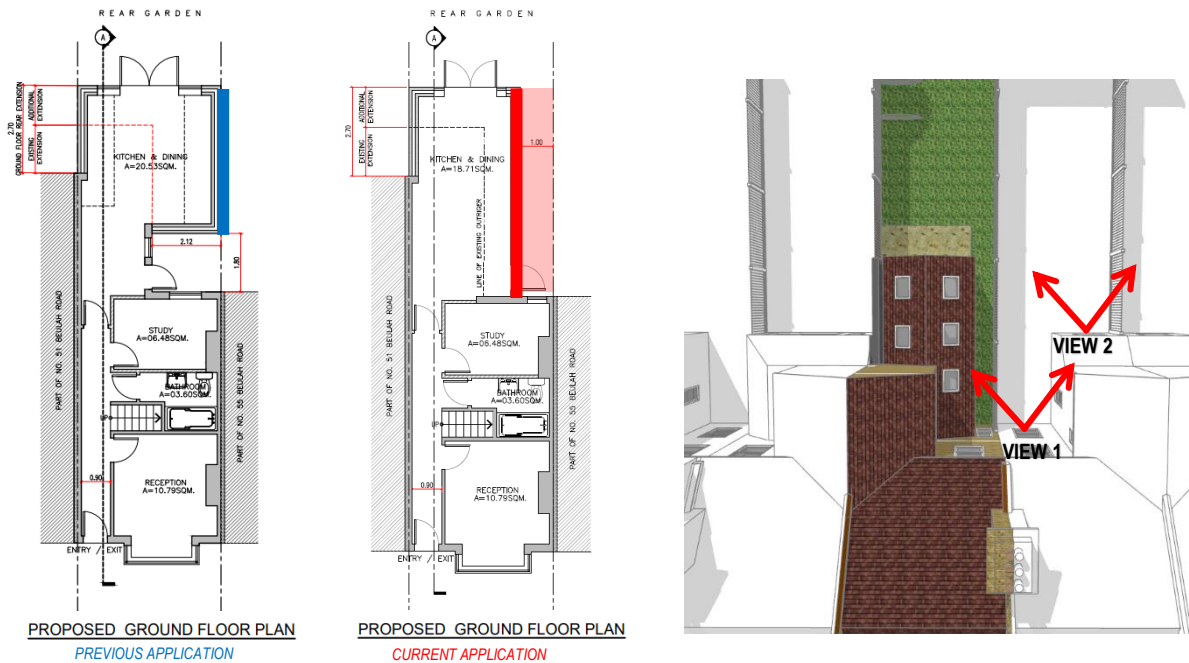 REAR GARDEN
A
2.70
GROUND FLOOR REAR EXTENSION
ADDITIONAL
EXTENSION
EXISTING
EXTENSION
KITCHEN & DINING
A=20.53SQM.
2.12
1.80
PART OF NO. 51 BEULAH ROAD
PART OF NO. 55 BEULAH ROAD
STUDY
A=06.48SQM.
BATHROOM
A=03.60SQM.
UP
RECEPTION
A=10.79SQM.
0.90
ENTRY / EXIT
PROPOSED GROUND FLOOR PLAN
PREVIOUS APPLICATION
REAR GARDEN
A
2.70
ADDITIONAL
EXTENSION
EXISTING
EXTENSION
1.00
KITCHEN & DINING
A=18.71SQM.
LINE OF EXISTING OUTRIGER
PART OF NO. 51 BEULAH ROAD
PART OF NO. 55 BEULAH ROAD
STUDY
A=06.48SQM.
BATHROOM
A=03.60SQM.
UP
RECEPTION
A=10.79SQM.
0.90
ENTRY / EXIT
PROPOSED GROUND FLOOR PLAN
CURRENT APPLICATION
VIEW 2
VIEW 1